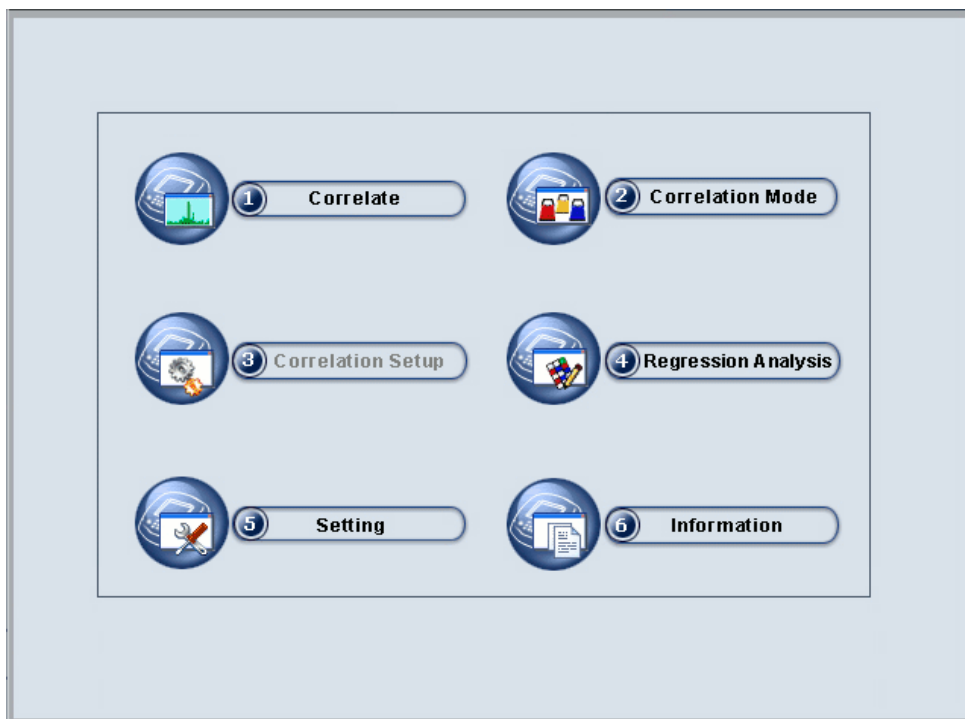 1 Correlate
2 Correlation Mode
3 Correlation Setup
4 Regression Analysis
5 Setting
6 Information